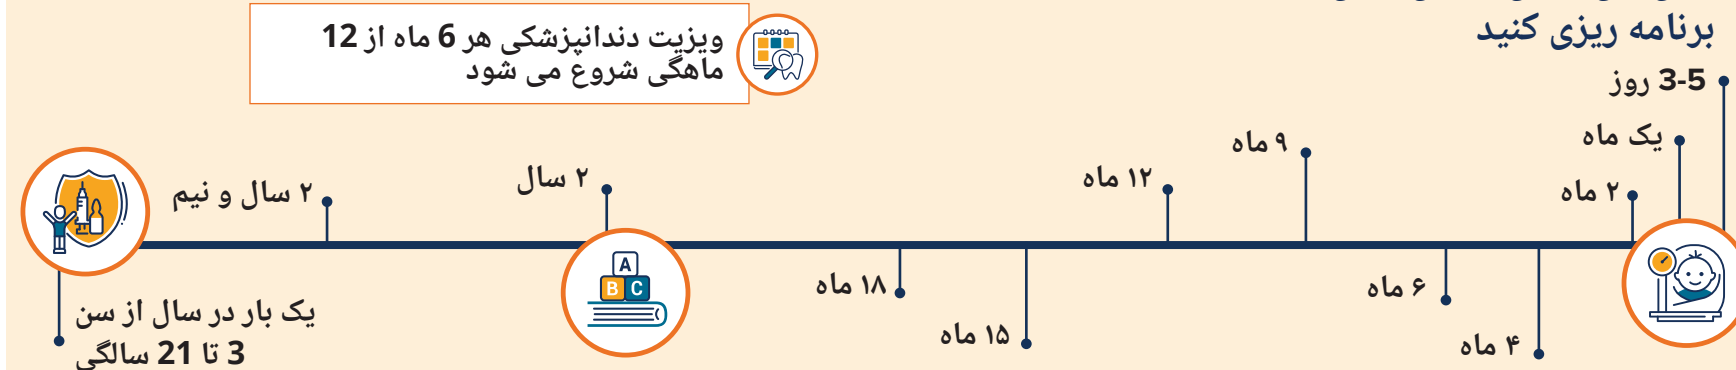 برنامه ریزی کنید
3-5 روز
یک ماه
۲ ماه
۴ ماه
۶ ماه
۹ ماه
۱۲ ماه
۱۵ ماه
۱۸ ماه
۲ سال
۲ سال و نیم
یک بار در سال از سن
3 تا 21 سالگی
ویزیت دندانپزشکی هر 6 ماه از 12
ماهگی شروع می شود
A
B C